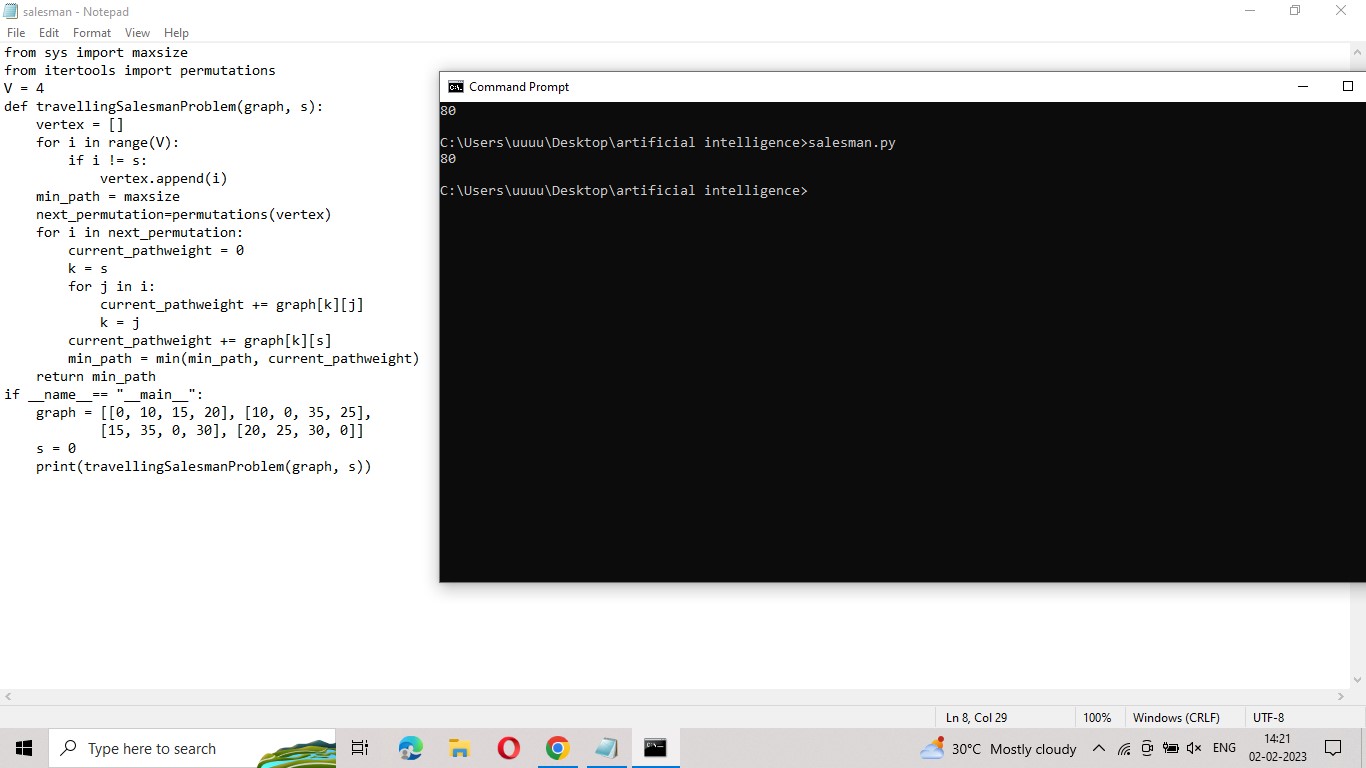 salesman - Notepad
File Edit Format View Help
from sys import maxsize
from itertools import permutations
V = 4
def travellingSalesmanProblem(graph, s):
    vertex = []
    for i in range(V):
        if i != s:
            vertex.append(i)
    min_path = maxsize
    next_permutation=permutations(vertex)
    for i in next_permutation:
        current_pathweight = 0
        k = s
        for j in i:
            current_pathweight += graph[k][j]
            k = j
        current_pathweight += graph[k][s]
        min_path = min(min_path, current_pathweight)
    return min_path
if __name__== "__main__":
    graph = [[0, 10, 15, 20], [10, 0, 35, 25],
            [15, 35, 0, 30], [20, 25, 30, 0]]
    s = 0
    print(travellingSalesmanProblem(graph, s))
Command Prompt
80
C:\Users\uuuu\Desktop\artificial intelligence>salesman.py
80
C:\Users\uuuu\Desktop\artificial intelligence>
Ln 8, Col 29 100% Windows (CRLF) UTF-8
Type here to search
30°C Mostly cloudy
ENG
14:21
02-02-2023